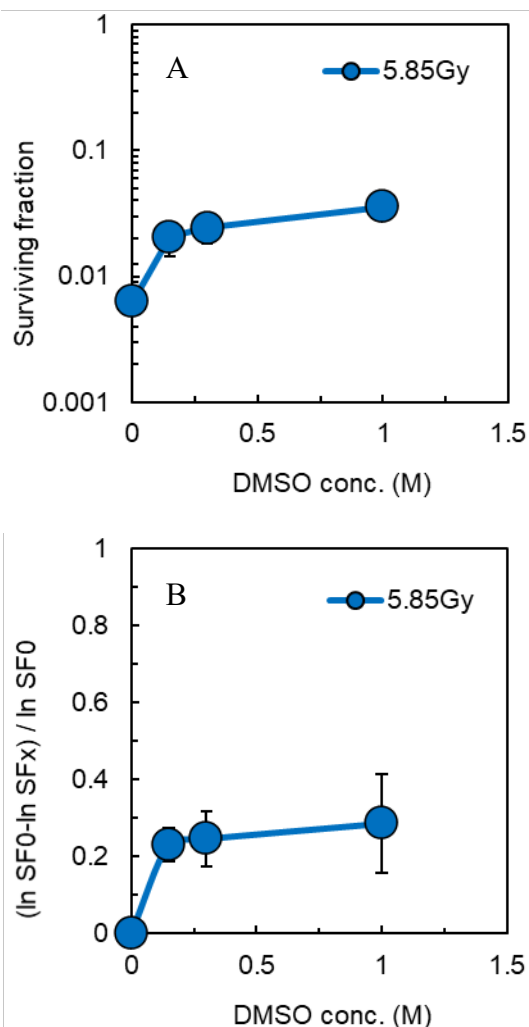 1
A
5.85Gy
0.1
0.01
0.001
Surviving fraction
0
0.5
1
1.5
DMSO conc. (M)
1
B
5.85Gy
0.8
0.6
0.4
0.2
0
(ln SF0-ln SFx) / ln SF0
0
0.5
1
1.5
DMSO conc. (M)